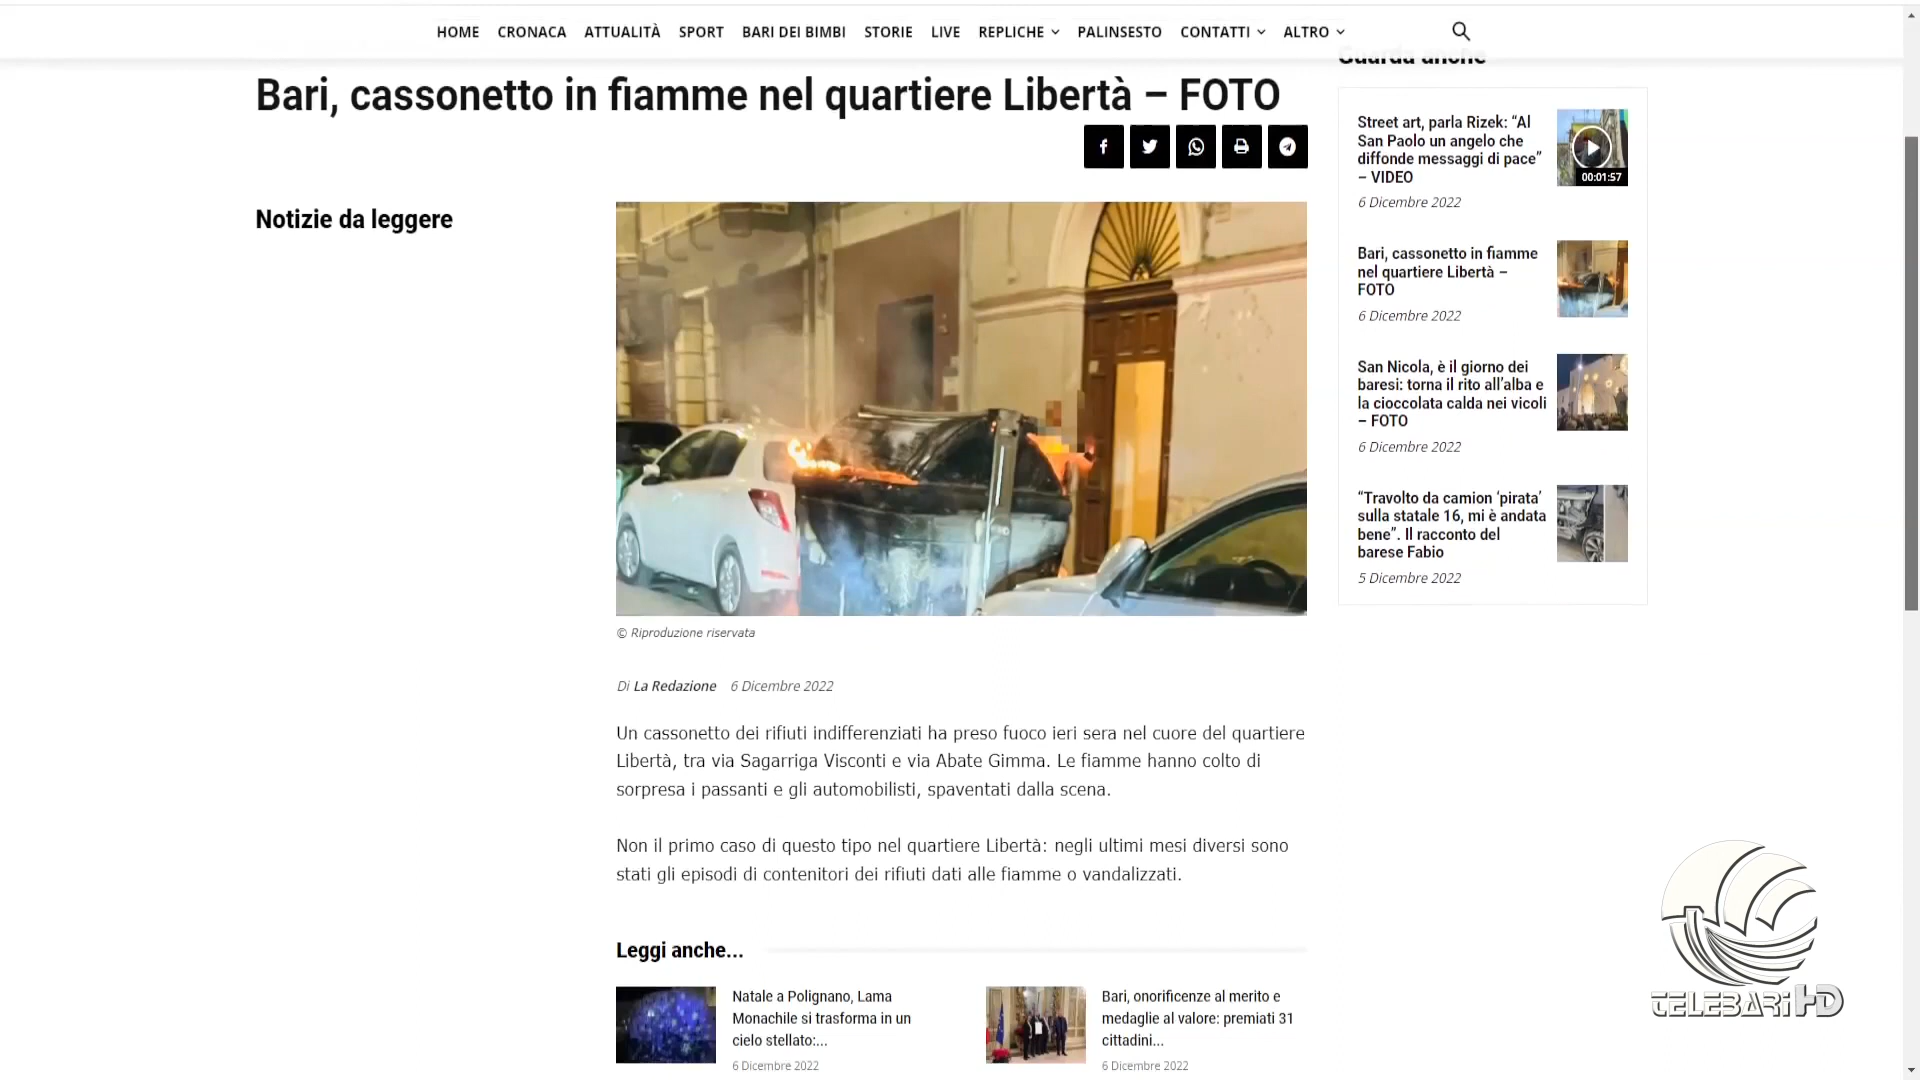 HOME CRONACA ATTUALITÀ SPORT BARI DEI BIMBI STORIE LIVE REPLICHE PALINSESTO CONTATTI ALTRO
Guarda anche
Bari, cassonetto in fiamme nel quartiere Libertà – FOTO
Notizie da leggere
Street art, parla Rizek: “Al
San Paolo un angelo che
diffonde messaggi di pace”
– VIDEO
00:01:57
6 Dicembre 2022
Bari, cassonetto in fiamme
nel quartiere Libertà –
FOTO
6 Dicembre 2022
San Nicola, è il giorno dei
baresi: torna il rito all’alba e
la cioccolata calda nei vicoli
– FOTO
6 Dicembre 2022
“Travolto da camion ‘pirata’
sulla statale 16, mi è andata
bene”. Il racconto del
barese Fabio
5 Dicembre 2022
© Riproduzione riservata
Di La Redazione 6 Dicembre 2022
Un cassonetto dei rifiuti indifferenziati ha preso fuoco ieri sera nel cuore del quartiere
Libertà, tra via Sagarriga Visconti e via Abate Gimma. Le fiamme hanno colto di
sorpresa i passanti e gli automobilisti, spaventati dalla scena.
Non il primo caso di questo tipo nel quartiere Libertà: negli ultimi mesi diversi sono
stati gli episodi di contenitori dei rifiuti dati alle fiamme o vandalizzati.
Leggi anche...
Natale a Polignano, Lama
Monachile si trasforma in un
cielo stellato:...
6 Dicembre 2022
Bari, onorificenze al merito e
medaglie al valore: premiati 31
cittadini...
6 Dicembre 2022
TELEBARI HD